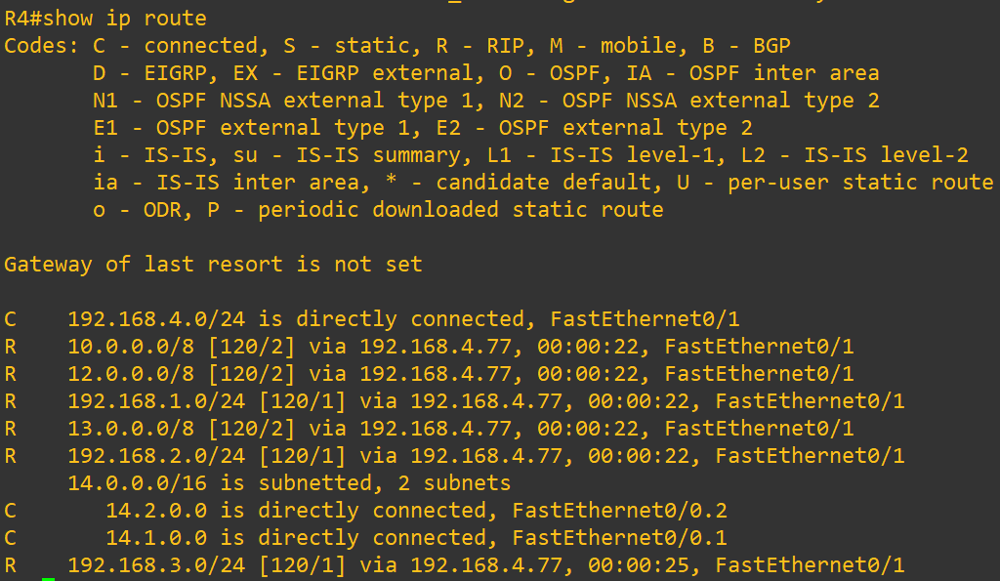 R4#show ip route
Codes: C - connected, S - static, R - RIP, M - mobile, B - BGP
       D - EIGRP, EX - EIGRP external, O - OSPF, IA - OSPF inter area
       N1 - OSPF NSSA external type 1, N2 - OSPF NSSA external type 2
       E1 - OSPF external type 1, E2 - OSPF external type 2
       i - IS-IS, su - IS-IS summary, L1 - IS-IS level-1, L2 - IS-IS level-2
       ia - IS-IS inter area, * - candidate default, U - per-user static route
       o - ODR, P - periodic downloaded static route

Gateway of last resort is not set

C    192.168.4.0/24 is directly connected, FastEthernet0/1
R    10.0.0.0/8 [120/2] via 192.168.4.77, 00:00:22, FastEthernet0/1
R    12.0.0.0/8 [120/2] via 192.168.4.77, 00:00:22, FastEthernet0/1
R    192.168.1.0/24 [120/1] via 192.168.4.77, 00:00:22, FastEthernet0/1
R    13.0.0.0/8 [120/2] via 192.168.4.77, 00:00:22, FastEthernet0/1
R    192.168.2.0/24 [120/1] via 192.168.4.77, 00:00:22, FastEthernet0/1
     14.0.0.0/16 is subnetted, 2 subnets
C       14.2.0.0 is directly connected, FastEthernet0/0.2
C       14.1.0.0 is directly connected, FastEthernet0/0.1
R    192.168.3.0/24 [120/1] via 192.168.4.77, 00:00:25, FastEthernet0/1